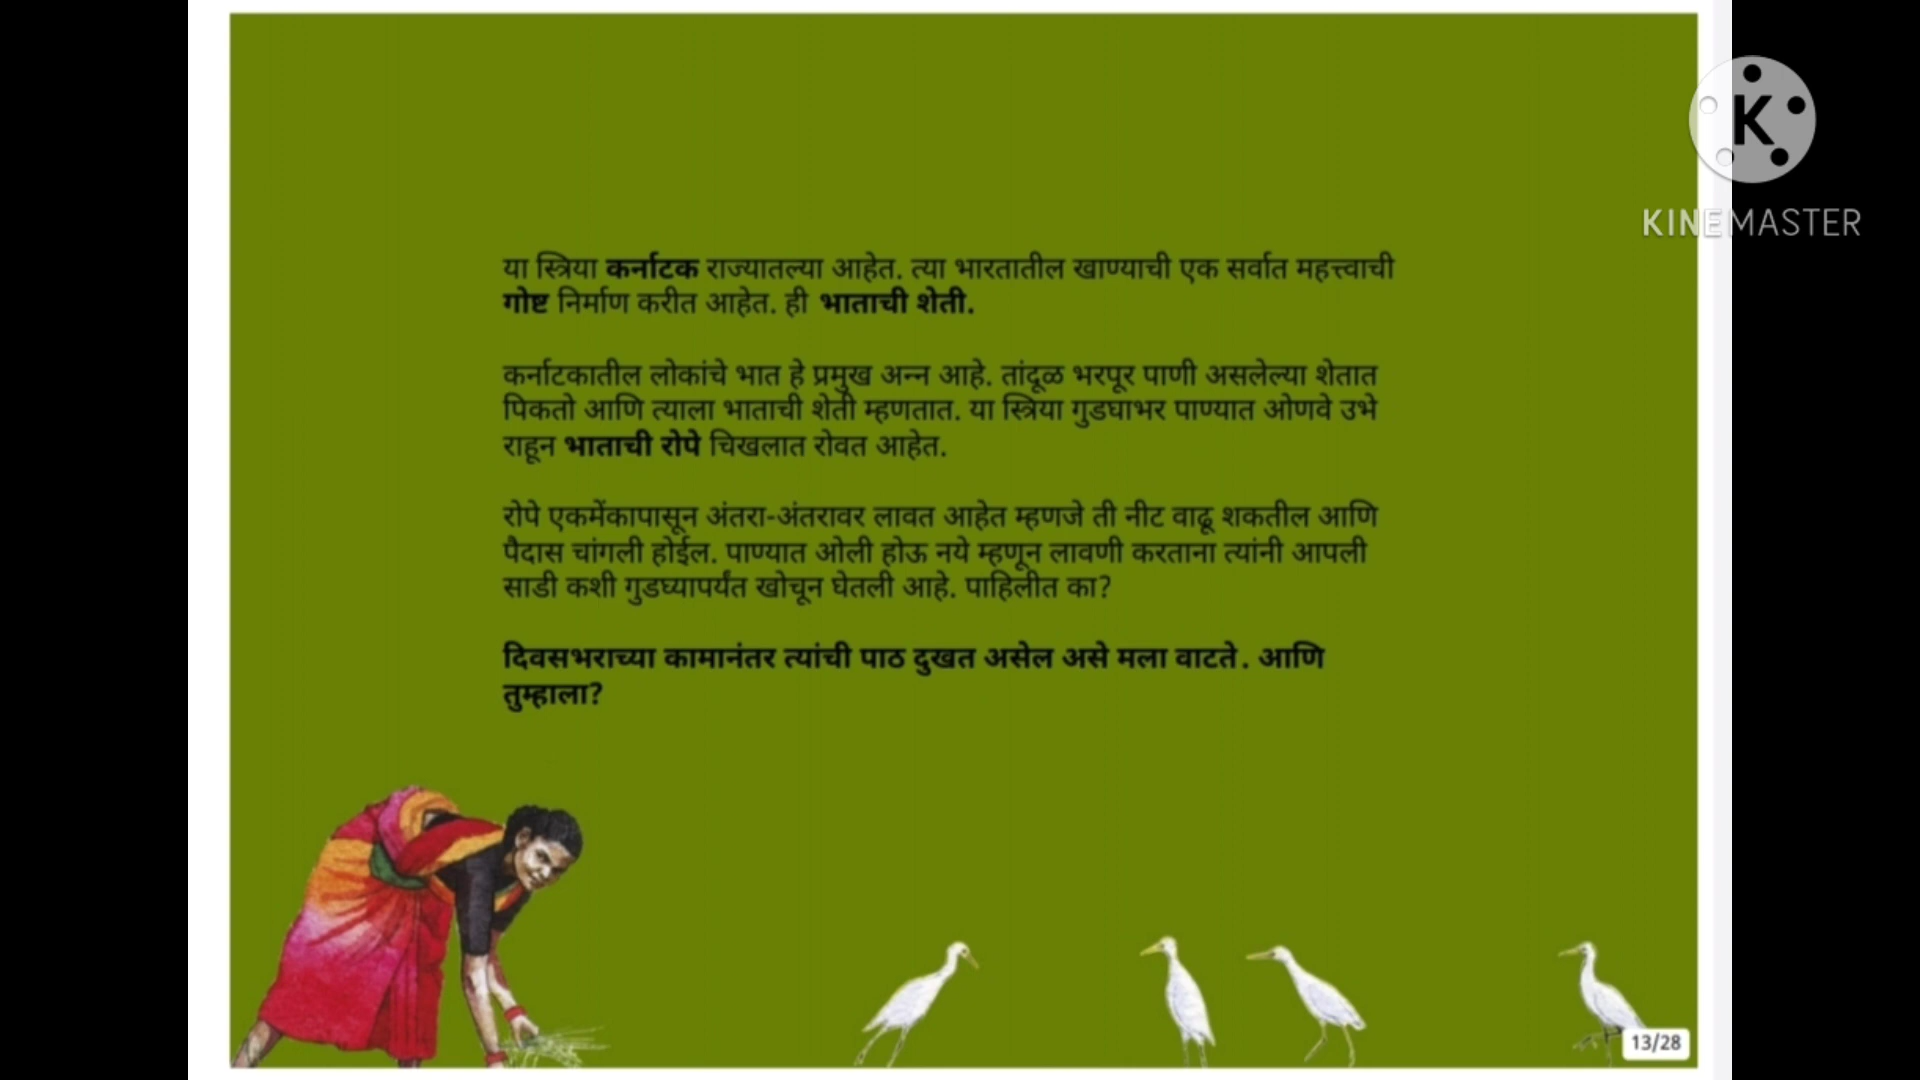 या स्त्रिया कर्नाटक राज्यातल्या आहेत. त्या भारतातील खाण्याची एक सर्वात महत्त्वाची
गोष्ट निर्माण करीत आहेत. ही भाताची शेती.
कर्नाटकातील लोकांचे भात हे प्रमुख अन्न आहे. तांदूळ भरपूर पाणी असलेल्या शेतात
पिकतो आणि त्याला भाताची शेती म्हणतात. या स्त्रिया गुडघाभर पाण्यात ओणवे उभे
राहून भाताची रोपे चिखलात रोवत आहेत.
रोपे एकमेंकापासून अंतरा-अंतरावर लावत आहेत म्हणजे ती नीट वाढू शकतील आणि
पैदास चांगली होईल. पाण्यात ओली होऊ नये म्हणून लावणी करताना त्यांनी आपली
साडी कशी गुडघ्यापर्यंत खोचून घेतली आहे. पाहिलीत का?
दिवसभराच्या कामानंतर त्यांची पाठ दुखत असेल असे मला वाटते. आणि
तुम्हाला?
K
KINEMASTER
13/28